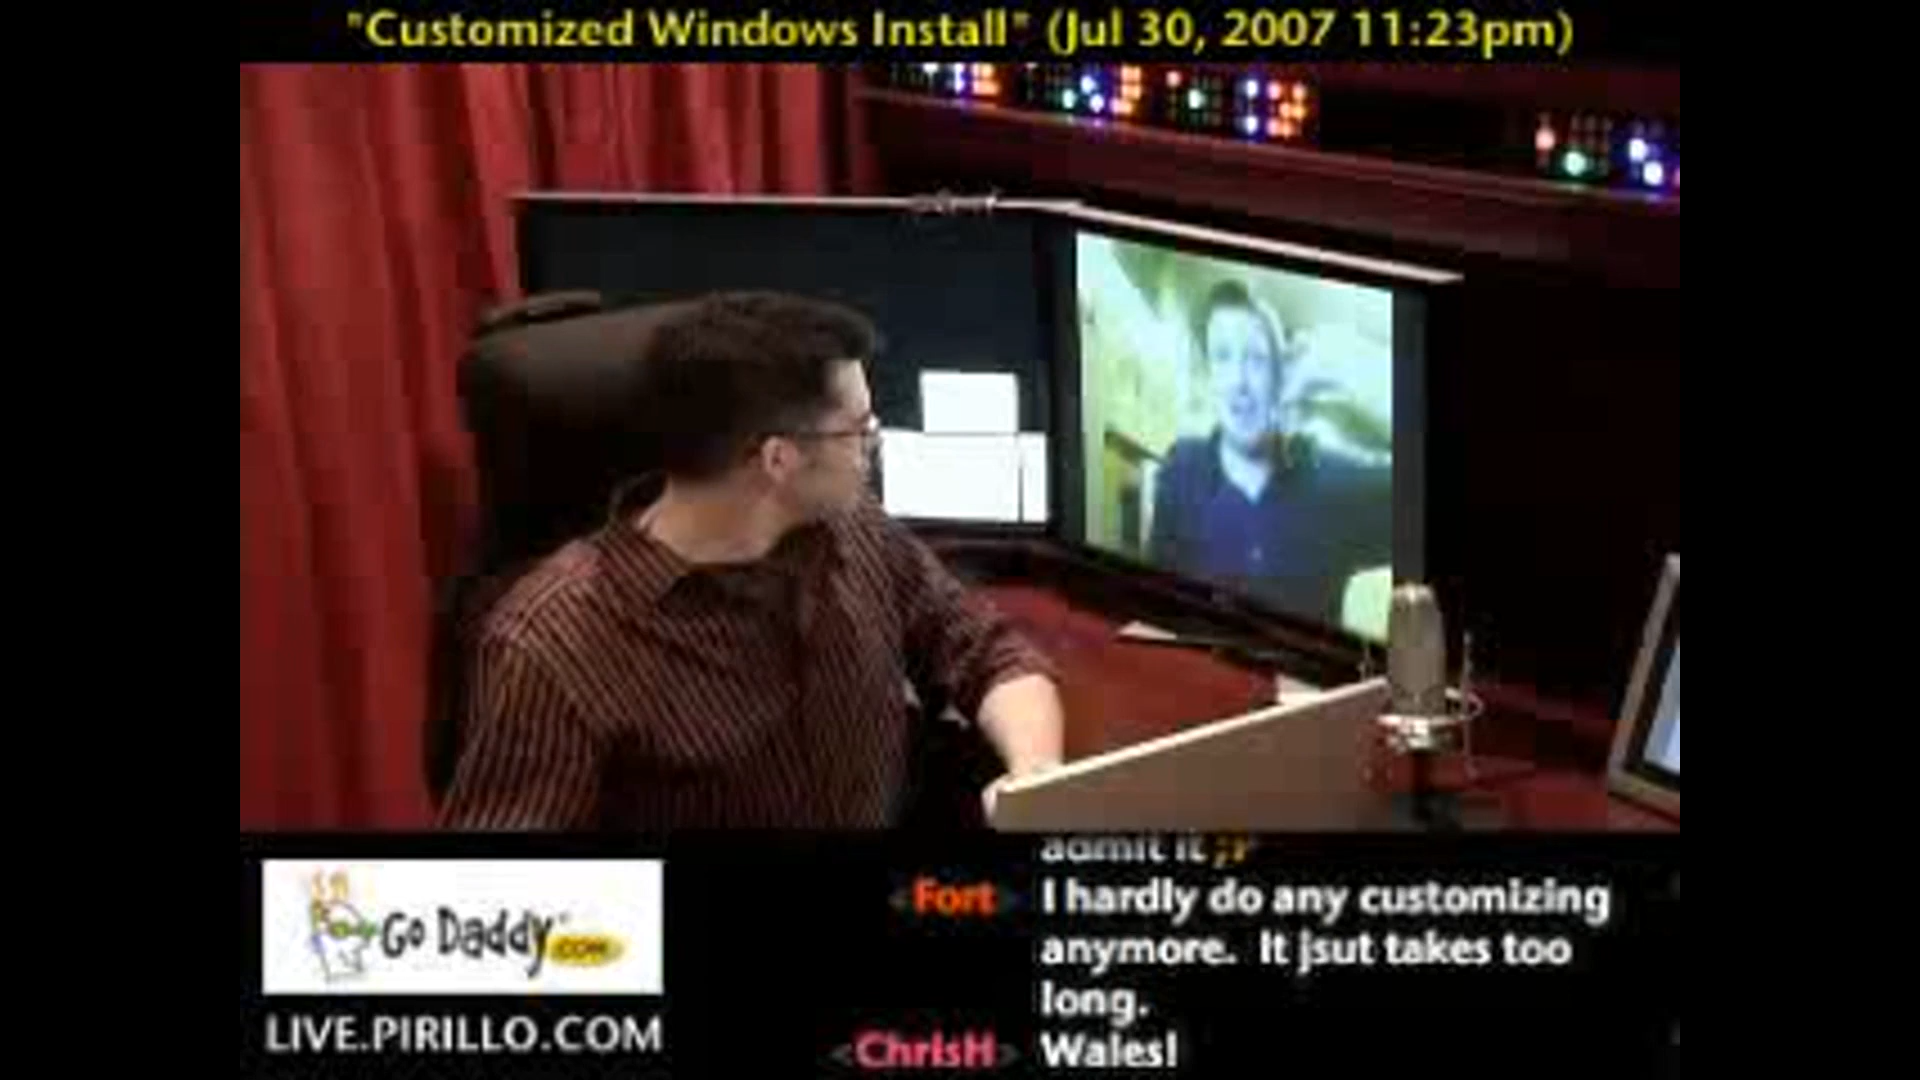 "Customized Windows Install" (Jul 30, 2007 11:23pm)
admit it ;P
<Fort> I hardly do any customizing
anymore. It jsut takes too
long.
<ChrisH> Wales!
Go Daddy .COM
LIVE.PIRILLO.COM